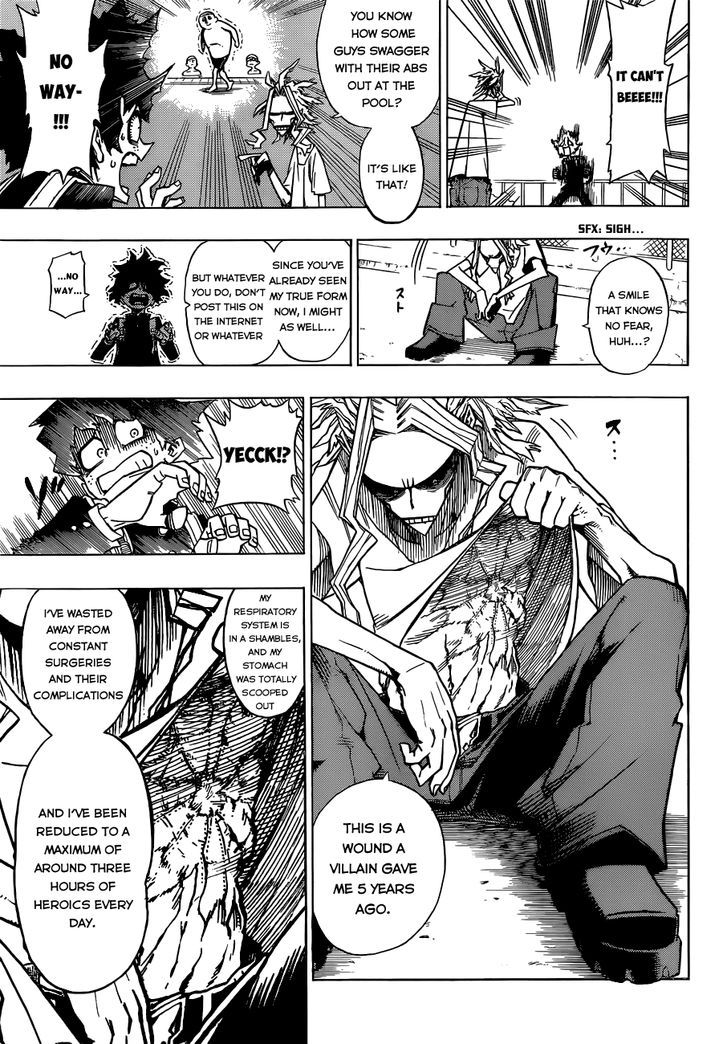 IT CAN'T
BEEEE!!!
YOU KNOW
HOW SOME
GUYS SWAGGER
WITH THEIR ABS
OUT AT THE
POOL?
IT'S LIKE
THAT!
NO
WAY-
!!!
SFX: SIGH...
アウ…
スト
A SMILE
THAT KNOWS
NO FEAR,
HUH...?
SINCE YOU'VE
ALREADY SEEN
MY TRUE FORM
NOW, I MIGHT
AS WELL...
BUT WHATEVER
YOU DO, DON'T
POST THIS ON
THE INTERNET
OR WHATEVER
...NO
WAY...
ス…
THIS IS A
WOUND A
VILLAIN GAVE
ME 5 YEARS
AGO.
YECCK!?
MY
RESPIRATORY
SYSTEM IS
IN A SHAMBLES,
AND MY
STOMACH
WAS TOTALLY
SCOOPED
OUT
I'VE WASTED
AWAY FROM
CONSTANT
SURGERIES
AND THEIR
COMPLICATIONS
AND I'VE BEEN
REDUCED TO A
MAXIMUM OF
AROUND THREE
HOURS OF
HEROICS EVERY
DAY.